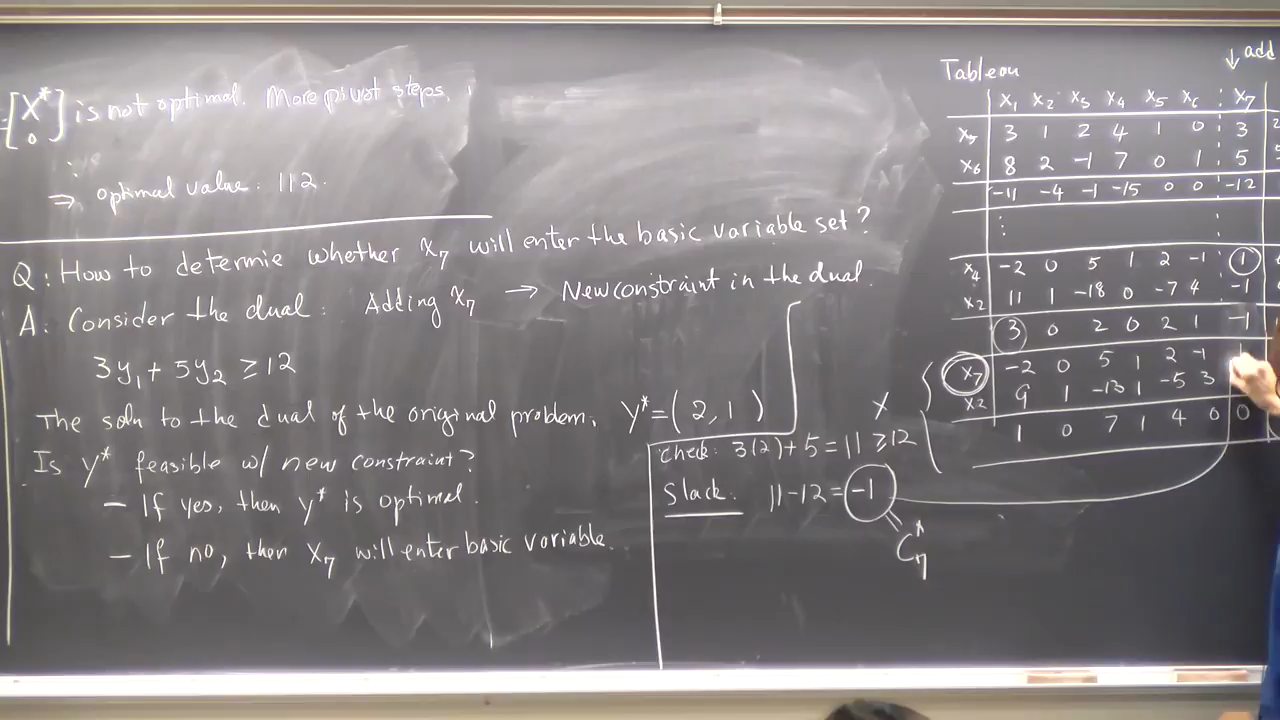 [X* 0] is not optimal. More pivot steps.
⇒ optimal value: 112.
Q: How to determie whether x7 will enter the basic variable set?
A: Consider the dual: Adding x7 → New constraint in the dual.
3y1 + 5y2 ≥ 12
The soln to the dual of the original problem. y* = ( 2, 1 )
Is y* feasible w/ new constraint?
– If yes, then y* is optimal.
– If no, then x7 will enter basic variable.
X
check: 3(2) + 5 = 11 ≥ 12
Slack: 11 – 12 = -1
C7*
↓ add
Tableau
x1 x2 x3 x4 x5 x6 x7
x5 3 1 2 4 1 0 3
x6 8 2 -1 7 0 1 5
-11 -4 -1 -15 0 0 -12
⋮
x4 -2 0 5 1 2 -1 1
x2 11 1 -18 0 -7 4 -1
3 0 2 0 2 1 -1
x7 -2 0 5 1 2 -1
x2 9 1 -13 1 -5 3
1 0 7 1 4 0 0